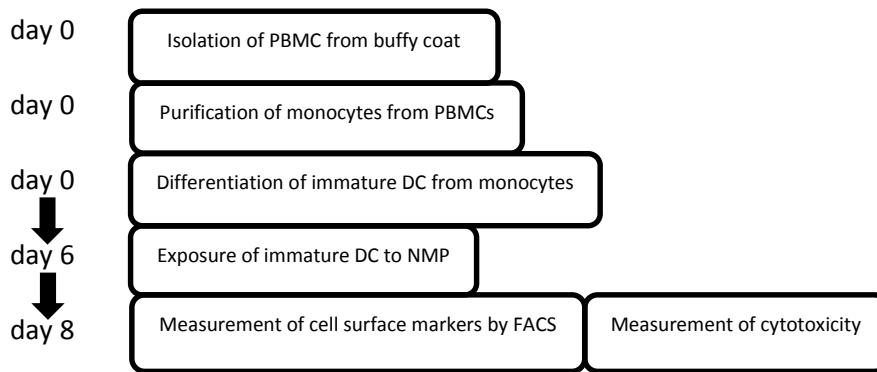 day 0 Isolation of PBMC from buffy coat
day 0 Purification of monocytes from PBMCs
day 0 Differentiation of immature DC from monocytes
day 6 Exposure of immature DC to NMP
day 8 Measurement of cell surface markers by FACS Measurement of cytotoxicity